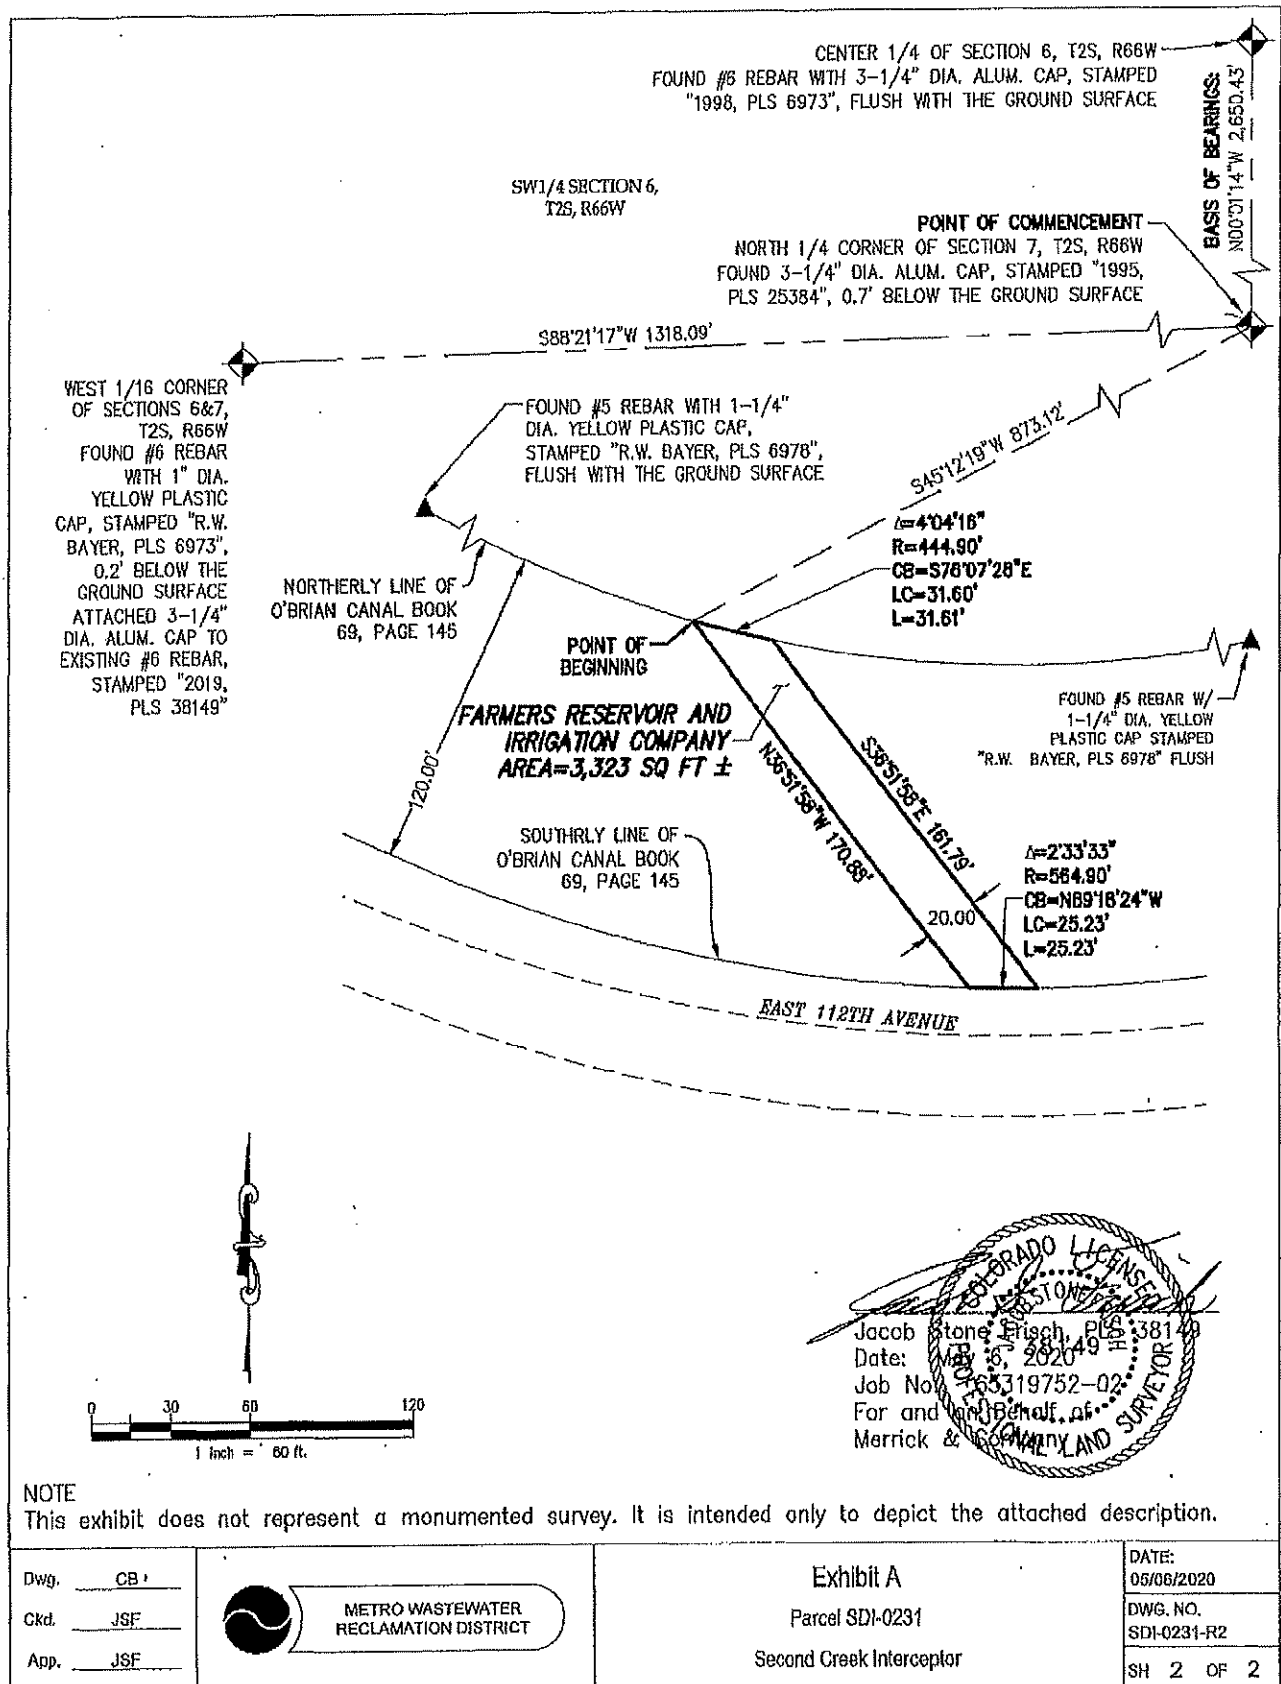 CENTER 1/4 OF SECTION 6, T2S, R66W
FOUND #6 REBAR WITH 3-1/4" DIA. ALUM. CAP, STAMPED
"1998, PLS 6973", FLUSH WITH THE GROUND SURFACE
BASIS OF BEARINGS:
N00°01'14"W 2,650.43'
SW1/4 SECTION 6,
T2S, R66W
POINT OF COMMENCEMENT
NORTH 1/4 CORNER OF SECTION 7, T2S, R66W
FOUND 3-1/4" DIA. ALUM. CAP, STAMPED "1995,
PLS 25384", 0.7' BELOW THE GROUND SURFACE
S88°21'17"W 1318.09'
WEST 1/16 CORNER
OF SECTIONS 6&7,
T2S, R66W
FOUND #6 REBAR
WITH 1" DIA.
YELLOW PLASTIC
CAP, STAMPED "R.W.
BAYER, PLS 6973",
0.2' BELOW THE
GROUND SURFACE
ATTACHED 3-1/4"
DIA. ALUM. CAP TO
EXISTING #6 REBAR,
STAMPED "2019,
PLS 38149"
FOUND #5 REBAR WITH 1-1/4"
DIA. YELLOW PLASTIC CAP,
STAMPED "R.W. BAYER, PLS 6978",
FLUSH WITH THE GROUND SURFACE
S45°12'19"W 873.12'
Δ=4°04'16"
R=444.90'
CB=S76°07'28"E
LC=31.60'
L=31.61'
NORTHERLY LINE OF
O'BRIAN CANAL BOOK
69, PAGE 145
POINT OF
BEGINNING
FOUND #5 REBAR W/
1-1/4" DIA. YELLOW
PLASTIC CAP STAMPED
"R.W. BAYER, PLS 6978" FLUSH
FARMERS RESERVOIR AND
IRRIGATION COMPANY
AREA=3,323 SQ FT ±
120.00'
N36°51'58"W 170.88'
S36°51'58"E 161.79'
SOUTHRLY LINE OF
O'BRIAN CANAL BOOK
69, PAGE 145
Δ=2°33'33"
R=564.90'
CB=N89°18'24"W
LC=25.23'
L=25.23'
20.00
EAST 112TH AVENUE
COLORADO LICENSED
JACOB STONE FRISCH
38149
PROFESSIONAL LAND SURVEYOR
Jacob Stone Frisch, PLS 38149
Date: May 6, 2020
Job No. 65319752-02
For and on Behalf of
Merrick & Company
0 30 60 120
1 inch = 60 ft.
NOTE
This exhibit does not represent a monumented survey. It is intended only to depict the attached description.
Dwg. CB
Ckd. JSF
App. JSF
METRO WASTEWATER
RECLAMATION DISTRICT
Exhibit A
Parcel SDI-0231
Second Creek Interceptor
DATE:
05/06/2020
DWG. NO.
SDI-0231-R2
SH 2 OF 2